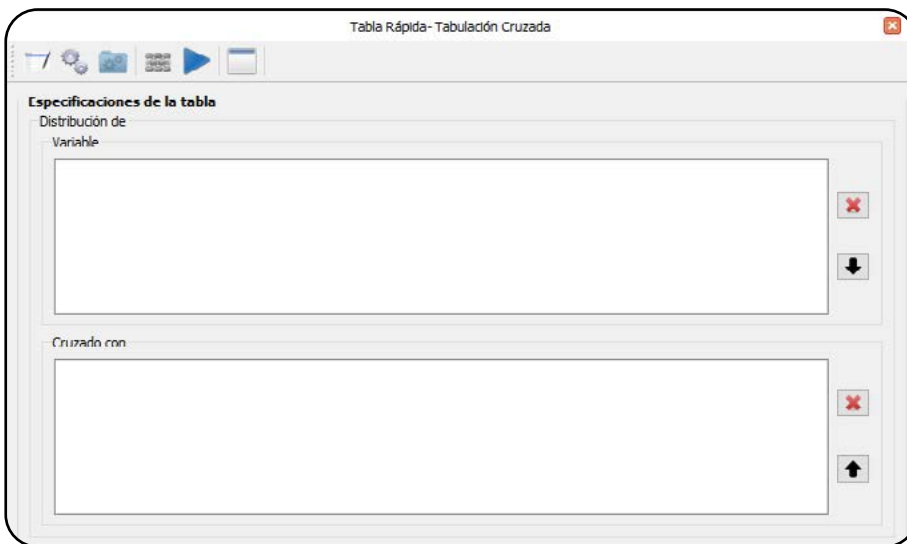 Tabla Rápida- Tabulación Cruzada
Especificaciones de la tabla
Distribución de
Variable
Cruzado con